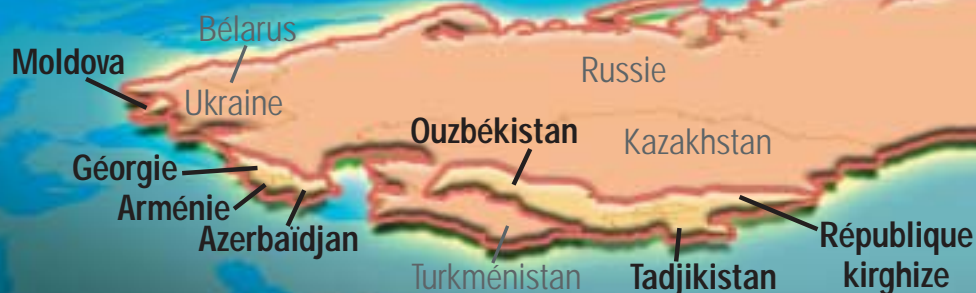 Bélarus
Moldova
Russie
Ukraine
Ouzbékistan
Kazakhstan
Géorgie
Arménie
Azerbaïdjan
République
kirghize
Turkménistan
Tadjikistan